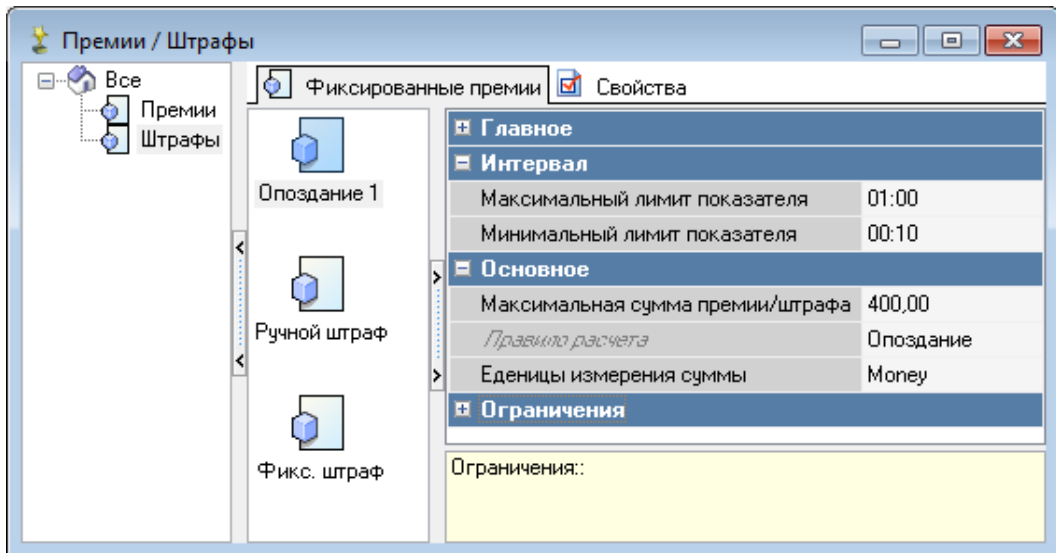 Премии / Штрафы
Все
Премии
Штрафы
Фиксированные премии
Свойства
Опоздание 1
Ручной штраф
Фикс. штраф
Главное
Интервал
Максимальный лимит показателя 01:00
Минимальный лимит показателя 00:10
Основное
Максимальная сумма премии/штрафа 400,00
Правило расчета Опоздание
Еденицы измерения суммы Money
Ограничения
Ограничения::